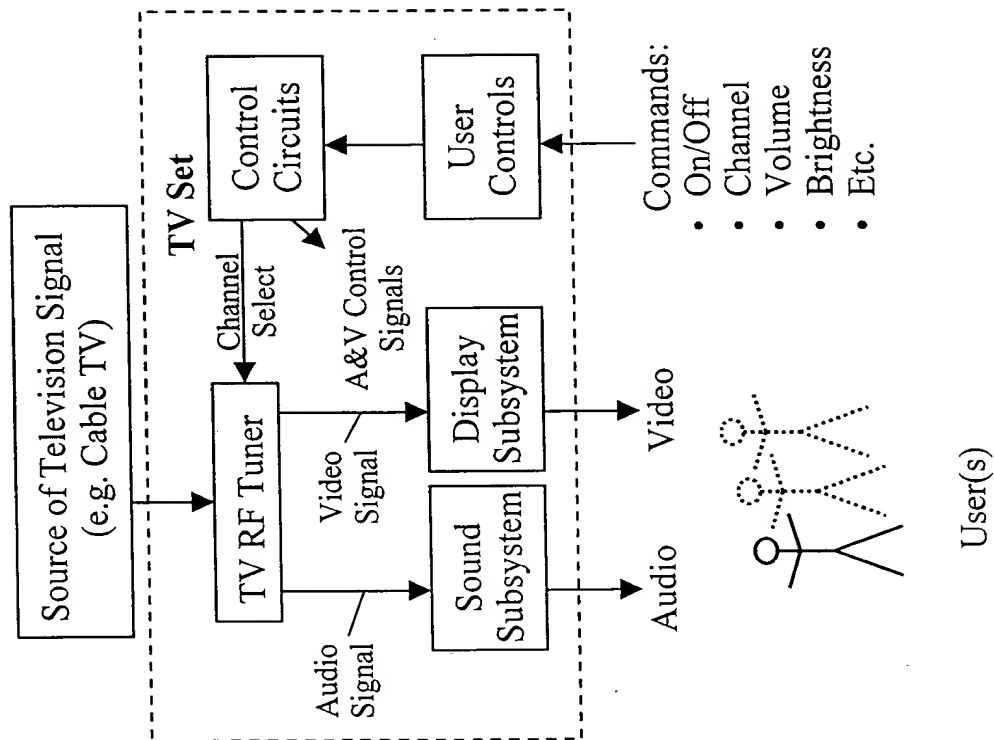 Source of Television Signal
(e.g. Cable TV)
TV Set
TV RF Tuner
Channel
Select
Control
Circuits
Audio
Signal
Video
Signal
A&V Control
Signals
Sound
Subsystem
Display
Subsystem
User
Controls
Audio
Video
Commands:
• On/Off
• Channel
• Volume
• Brightness
• Etc.
User(s)